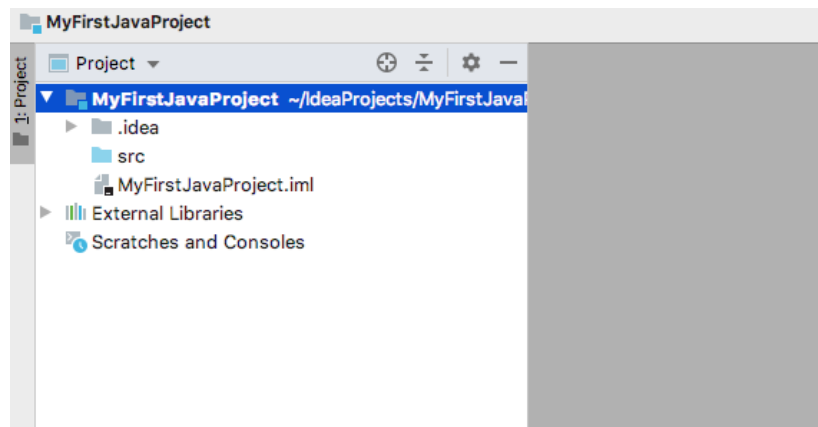 MyFirstJavaProject
1: Project
Project
MyFirstJavaProject ~/IdeaProjects/MyFirstJava
.idea
src
MyFirstJavaProject.iml
External Libraries
Scratches and Consoles